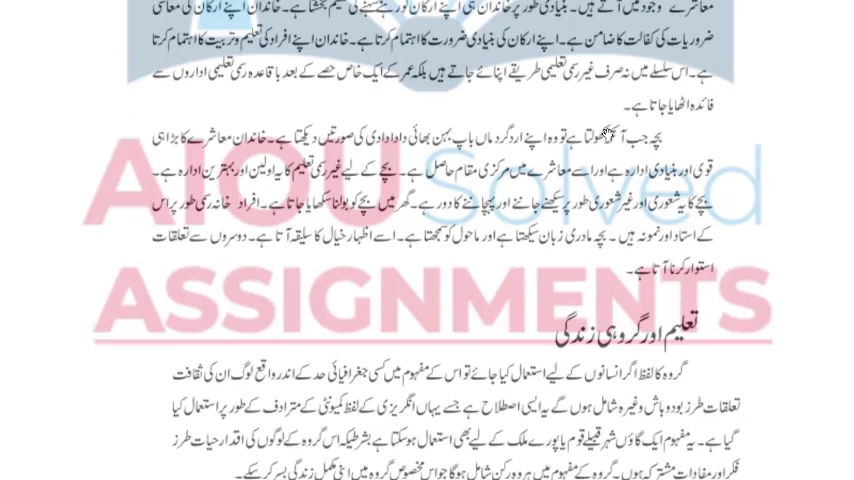 معاشرے وجود میں آتے ہیں۔ بنیادی طور پر خاندان ہی اپنے ارکان کو رہنے سہنے کی تعلیم بخشتا ہے۔ خاندان اپنے ارکان کی معاشی
ضروریات کی کفالت کا ضامن ہے۔ اپنے ارکان کی بنیادی ضرورت کا اہتمام کرتا ہے۔ خاندان اپنے افراد کی تعلیم و تربیت کا اہتمام کرتا
ہے۔ اس سلسلے میں نہ صرف غیر رسمی تعلیمی طریقے اپنائے جاتے ہیں بلکہ عمر کے ایک خاص حصے کے بعد باقاعدہ رسمی تعلیمی اداروں سے
فائدہ اٹھایا جاتا ہے۔
بچہ جب آنکھ کھولتا ہے تو وہ اپنے اردگرد ماں باپ بہن بھائی دادا دادی کی صورتیں دیکھتا ہے۔ خاندان معاشرے کا بڑا ہی
قوی اور بنیادی ادارہ ہے اور اسے معاشرے میں مرکزی مقام حاصل ہے۔ بچے کے لیے غیر رسمی تعلیم کا یہ اولین اور بہترین ادارہ ہے۔
بچے کا یہ شعوری اور غیر شعوری طور پر سیکھنے جاننے اور پہچاننے کا دور ہے۔ گھر میں بچے کو بولنا سکھایا جاتا ہے۔ افراد خانہ رسی طور پر اس
کے استاد اور نمونہ ہیں۔ بچہ مادری زبان سیکھتا ہے اور ماحول کو سمجھتا ہے۔ اسے اظہار خیال کا سلیقہ آتا ہے۔ دوسروں سے تعلقات
استوار کرنا آتا ہے۔
AIOU Solved
ASSIGNMENTS
تعلیم اور گروہی زندگی
گروہ کا لفظ اگر انسانوں کے لیے استعمال کیا جائے تو اس کے مفہوم میں کسی جغرافیائی حد کے اندر واقع لوگ ان کی ثقافت
تعلقات طرز بود و باش وغیرہ شامل ہوں گے یہ ایسی اصطلاح ہے جسے یہاں انگریزی کے لفظ کمیونٹی کے مترادف کے طور پر استعمال کیا
گیا ہے۔ یہ مفہوم ایک گاؤں شہر قبیلے قوم یا پورے ملک کے لیے بھی استعمال ہو سکتا ہے بشرطیکہ اس گروہ کے لوگوں کی اقدار حیات طرز
فکر اور مفادات مشترکہ ہوں۔ گروہ کے مفہوم میں ہر وہ رکن شامل ہوگا جو اس مخصوص گروہ میں اپنی مکمل زندگی بسر کر سکے۔